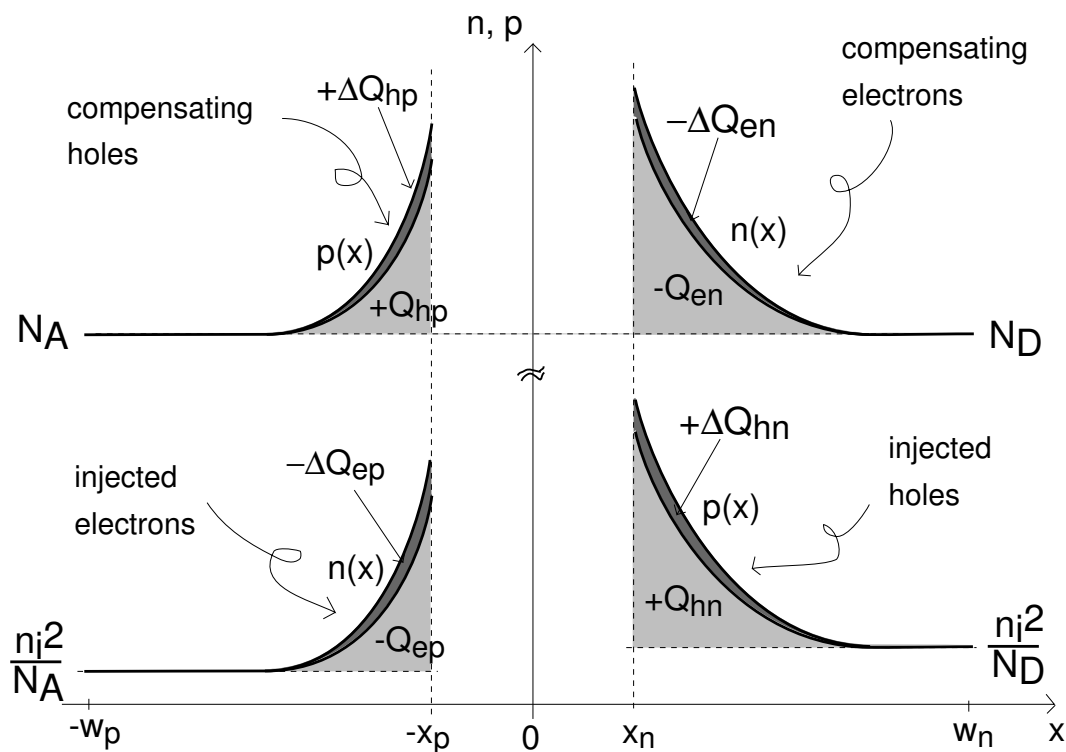 n, p
compensating
holes
+ΔQhp
−ΔQen
compensating
electrons
p(x)
n(x)
+Qhp
-Qen
NA
ND
≈
injected
electrons
−ΔQep
+ΔQhn
injected
holes
n(x)
p(x)
-Qep
+Qhn
ni2
NA
ni2
ND
-wp
-xp
0
xn
wn
x